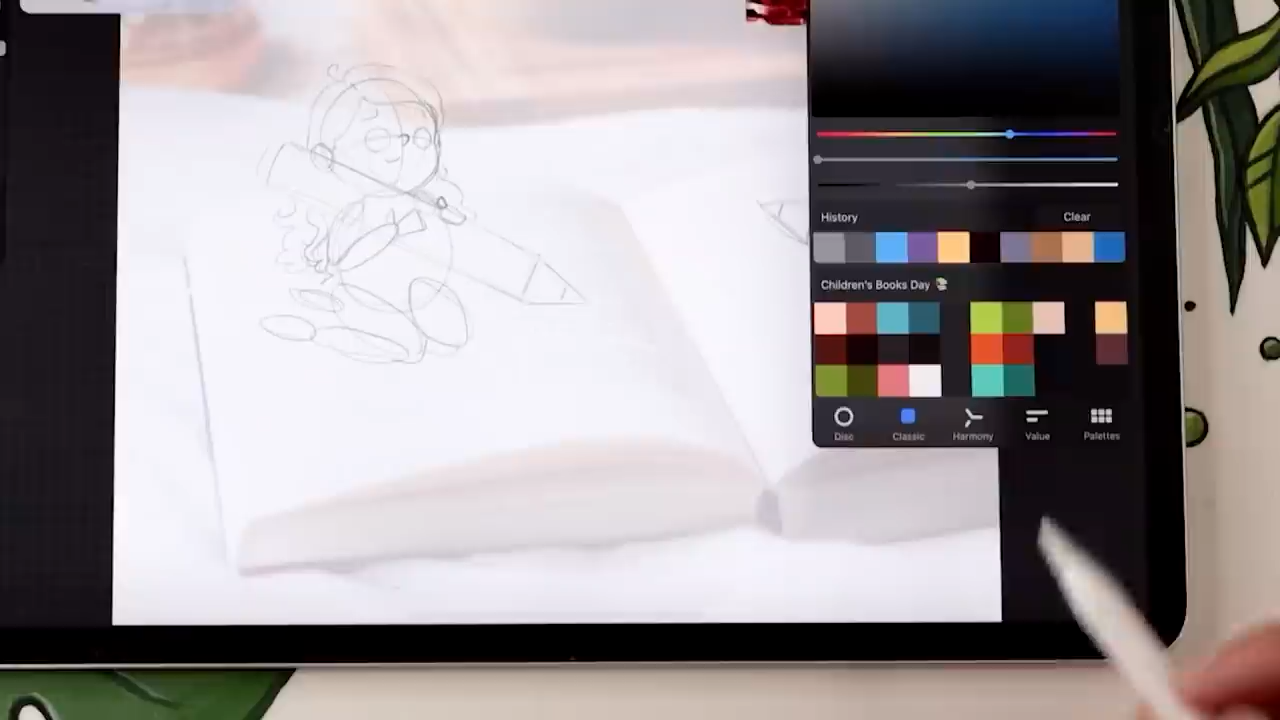 History
Clear
Children's Books Day
Disc
Classic
Harmony
Value
Palettes